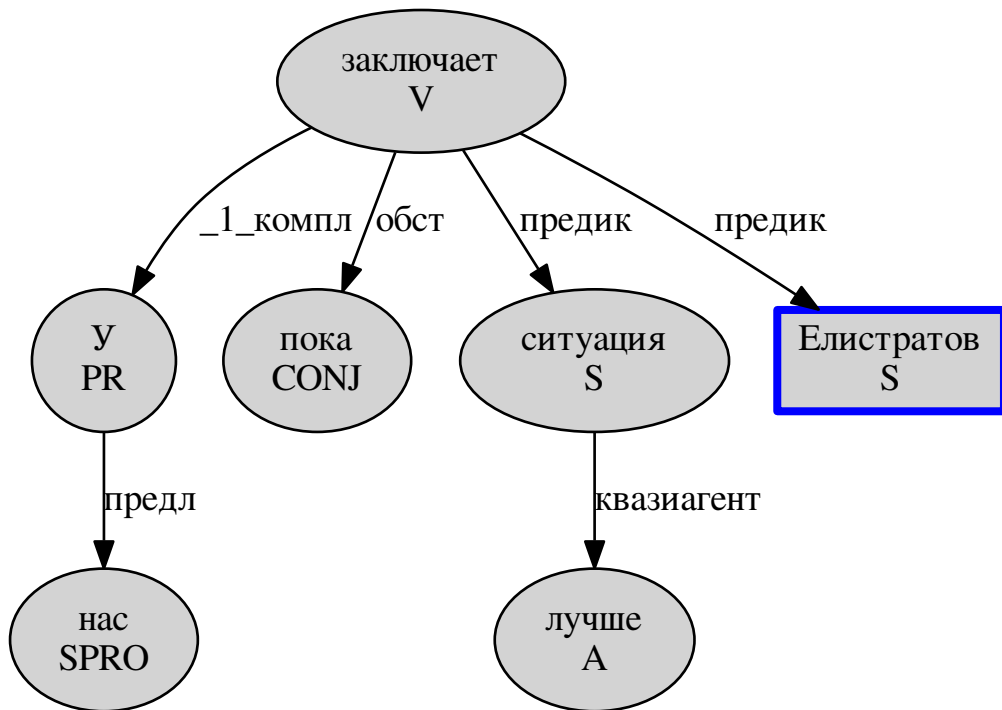 заключает
V
_1_компл
обст
предик
предик
У
PR
пока
CONJ
ситуация
S
Елистратов
S
предл
квазиагент
нас
SPRO
лучше
A